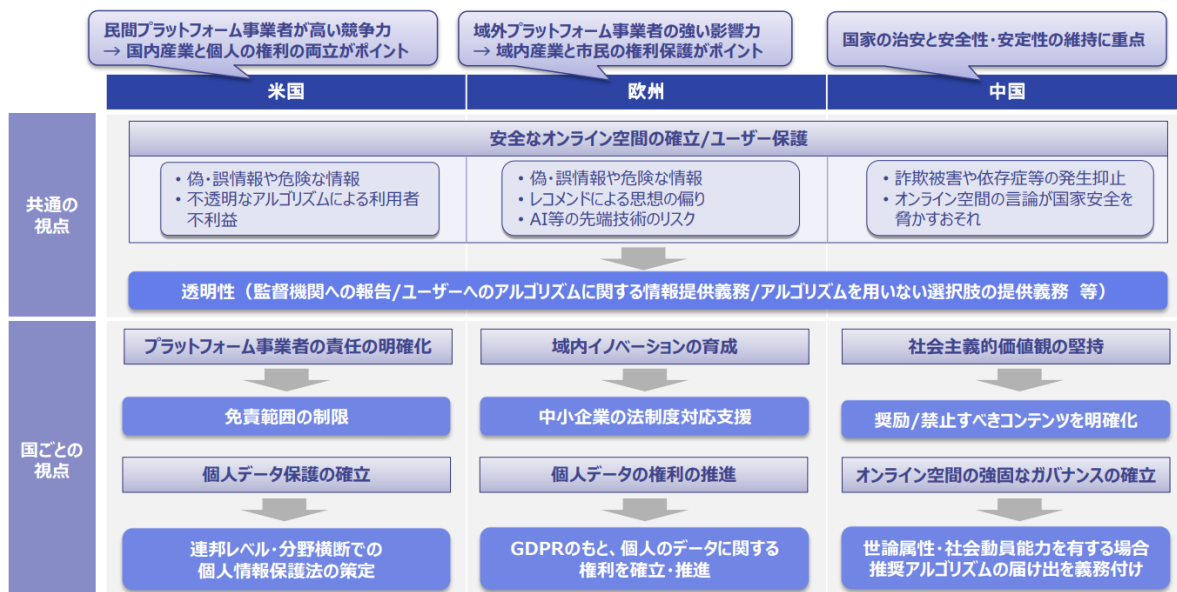 民間プラットフォーム事業者が高い競争力
→ 国内産業と個人の権利の両立がポイント
域外プラットフォーム事業者の強い影響力
→ 域内産業と市民の権利保護がポイント
国家の治安と安全性・安定性の維持に重点
米国
欧州
中国
共通の
視点
安全なオンライン空間の確立/ユーザー保護
• 偽・誤情報や危険な情報
• 不透明なアルゴリズムによる利用者
不利益
• 偽・誤情報や危険な情報
• レコメンドによる思想の偏り
• AI等の先端技術のリスク
• 詐欺被害や依存症等の発生抑止
• オンライン空間の言論が国家安全を
脅かすおそれ
透明性（監督機関への報告/ユーザーへのアルゴリズムに関する情報提供義務/アルゴリズムを用いない選択肢の提供義務 等）
国ごとの
視点
プラットフォーム事業者の責任の明確化
域内イノベーションの育成
社会主義的価値観の堅持
免責範囲の制限
中小企業の法制度対応支援
奨励/禁止すべきコンテンツを明確化
個人データ保護の確立
個人データの権利の推進
オンライン空間の強固なガバナンスの確立
連邦レベル・分野横断での
個人情報保護法の策定
GDPRのもと、個人のデータに関する
権利を確立・推進
世論属性・社会動員能力を有する場合
推奨アルゴリズムの届け出を義務付け